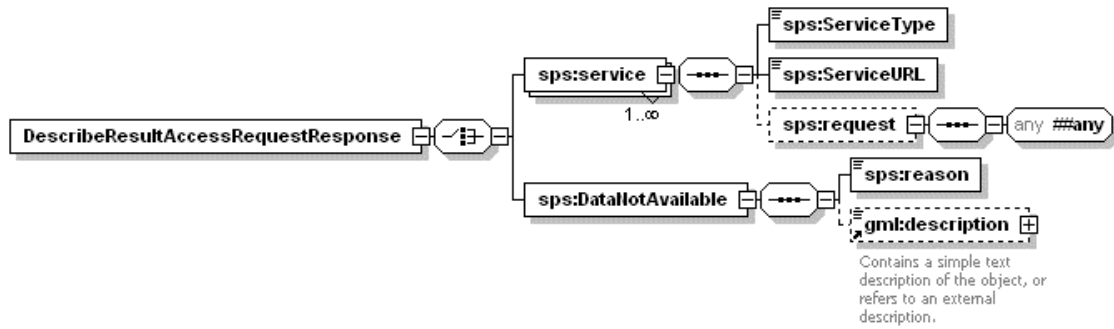 sps:ServiceType
sps:service
sps:ServiceURL
1..∞
DescribeResultAccessRequestResponse
sps:request
any ##any
sps:DataNotAvailable
sps:reason
gml:description
Contains a simple text
description of the object, or
refers to an external
description.